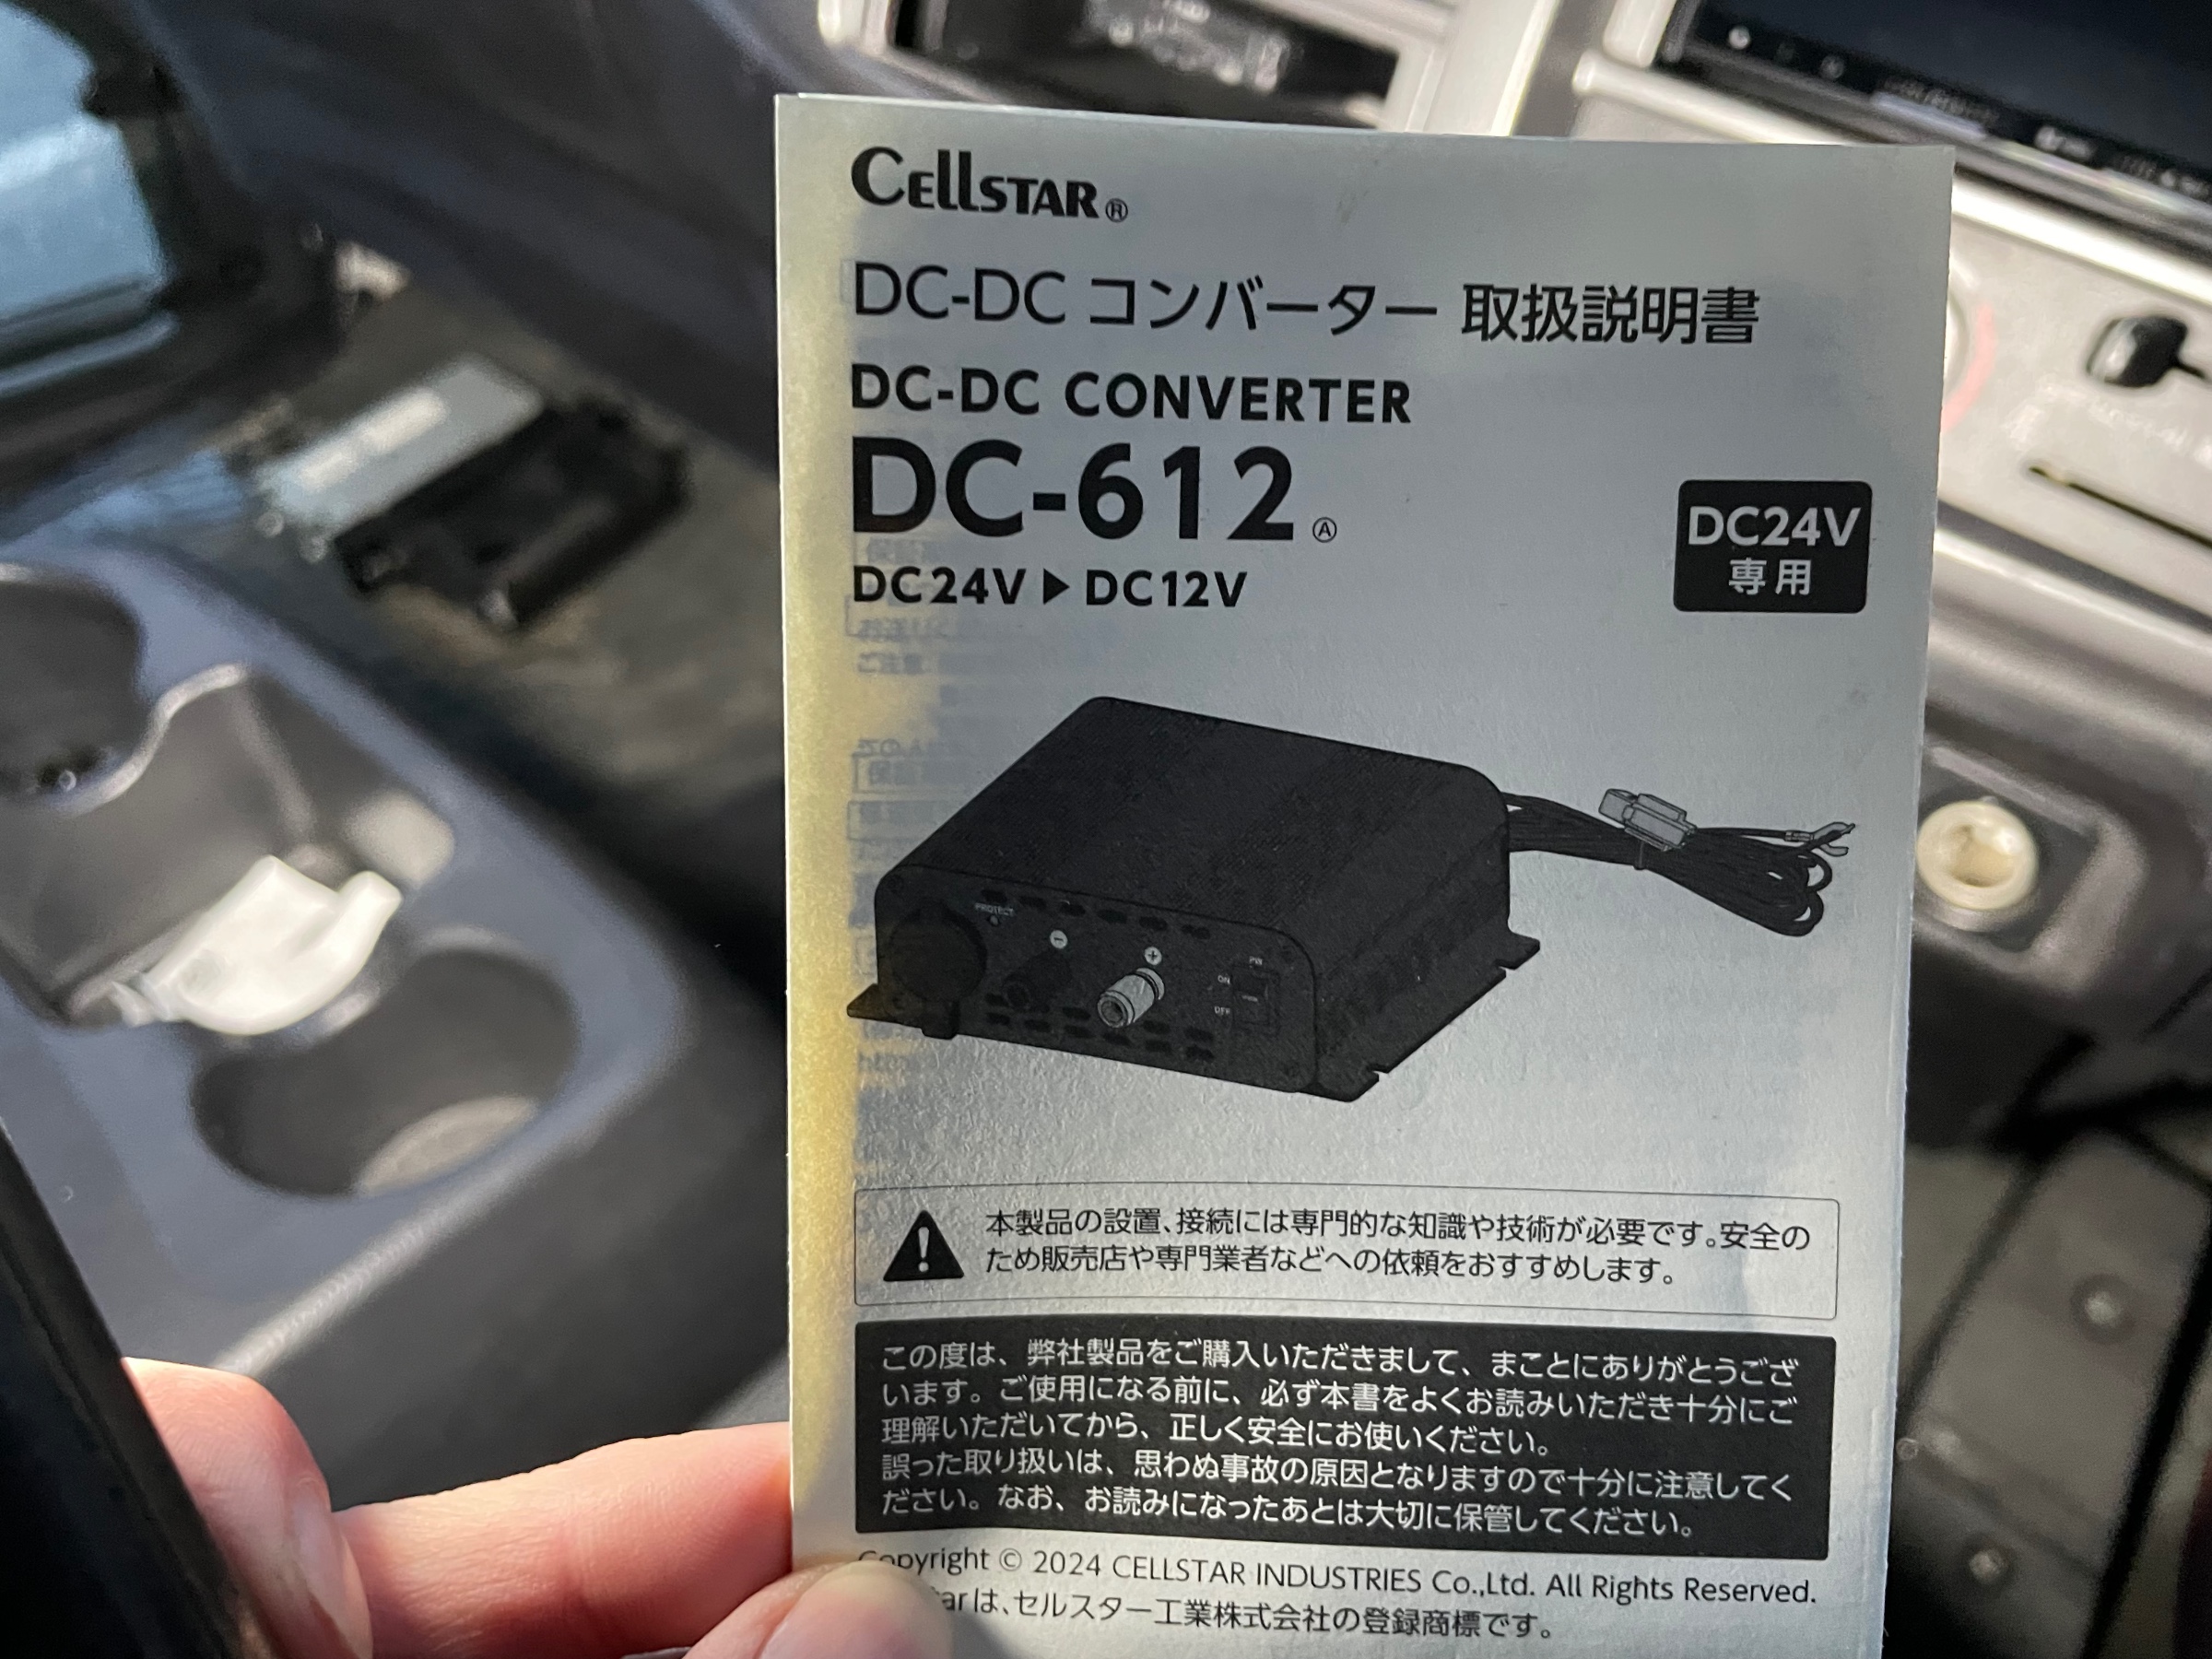 CELLSTAR®
DC-DC コンバーター 取扱説明書
DC-DC CONVERTER
DC-612 Ⓐ
DC24V ▶ DC12V
DC24V
専用
PROTECT
PW
ON
OFF
本製品の設置、接続には専門的な知識や技術が必要です。安全の
ため販売店や専門業者などへの依頼をおすすめします。
この度は、弊社製品をご購入いただきまして、まことにありがとうござ
います。ご使用になる前に、必ず本書をよくお読みいただき十分にご
理解いただいてから、正しく安全にお使いください。
誤った取り扱いは、思わぬ事故の原因となりますので十分に注意してく
ださい。なお、お読みになったあとは大切に保管してください。
Copyright © 2024 CELLSTAR INDUSTRIES Co.,Ltd. All Rights Reserved.
arは、セルスター工業株式会社の登録商標です。